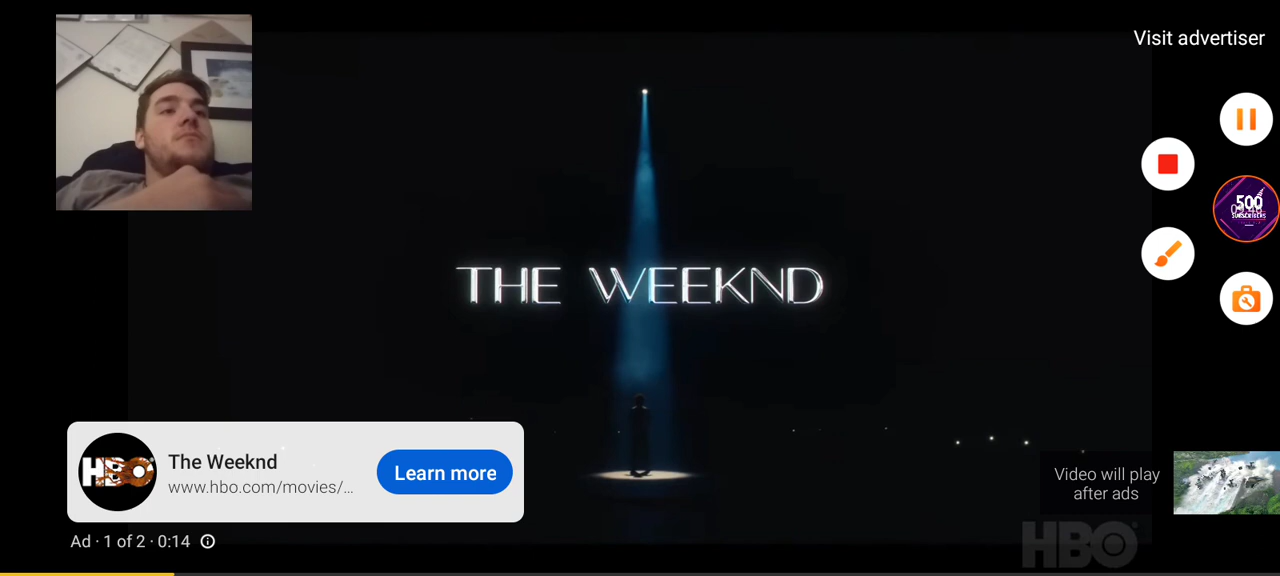 Visit advertiser
500
SUBSCRIBERS
THE WEEKND
HBO
The Weeknd
www.hbo.com/movies/...
Learn more
Video will play
after ads
Ad · 1 of 2 · 0:14
HBO